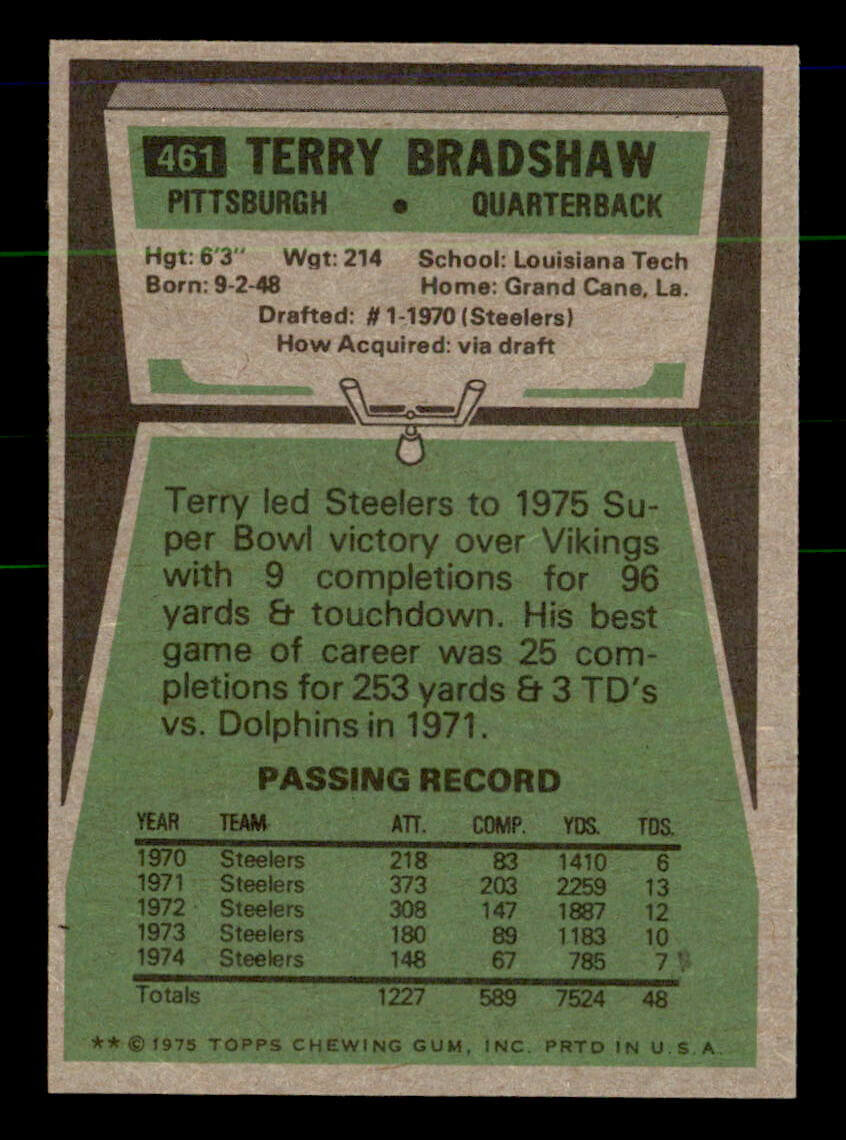 461 TERRY BRADSHAW
PITTSBURGH • QUARTERBACK
Hgt: 6'3" Wgt: 214 School: Louisiana Tech
Born: 9-2-48 Home: Grand Cane, La.
Drafted: #1-1970 (Steelers)
How Acquired: via draft
Terry led Steelers to 1975 Su-
per Bowl victory over Vikings
with 9 completions for 96
yards & touchdown. His best
game of career was 25 com-
pletions for 253 yards & 3 TD's
vs. Dolphins in 1971.
PASSING RECORD
YEAR TEAM ATT. COMP. YDS. TDS.
1970 Steelers 218 83 1410 6
1971 Steelers 373 203 2259 13
1972 Steelers 308 147 1887 12
1973 Steelers 180 89 1183 10
1974 Steelers 148 67 785 7
Totals 1227 589 7524 48
** © 1975 TOPPS CHEWING GUM, INC. PRTD IN U.S.A.